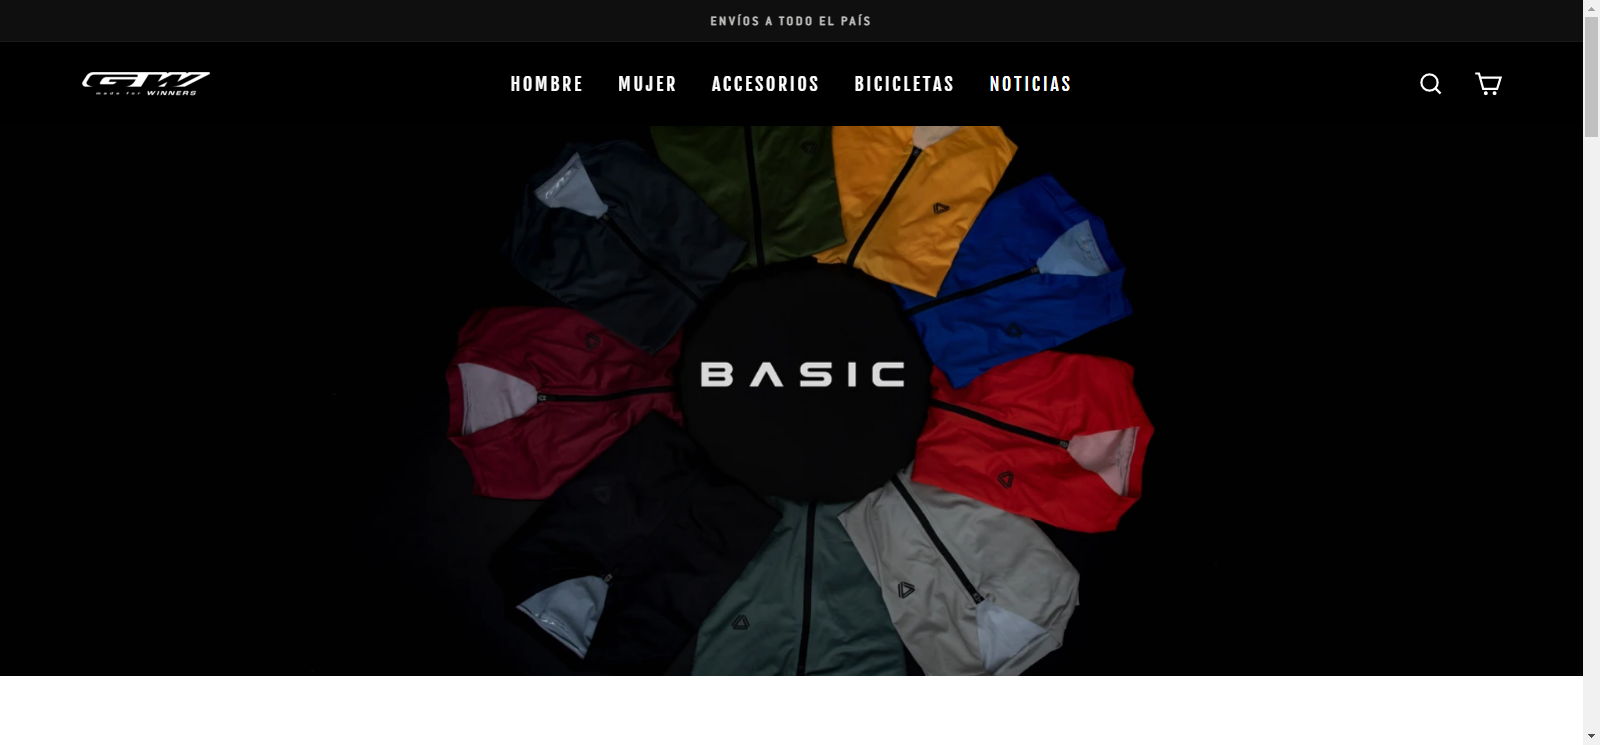 ENVÍOS A TODO EL PAÍS
GW
made for WINNERS
HOMBRE MUJER ACCESORIOS BICICLETAS NOTICIAS
BASIC